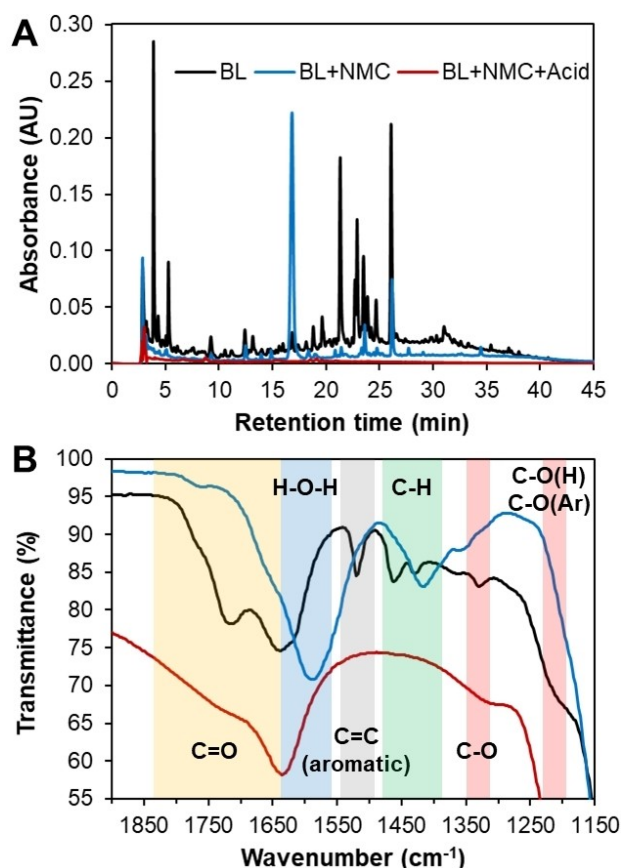 A
0.30
BL BL+NMC BL+NMC+Acid
0.25
0.20
0.15
0.10
0.05
0.00
Absorbance (AU)
0 5 10 15 20 25 30 35 40 45
Retention time (min)
B
100
95
90
85
80
75
70
65
60
55
Transmittance (%)
H-O-H
C-H
C-O(H)
C-O(Ar)
C=O
C=C
(aromatic)
C-O
1850 1750 1650 1550 1450 1350 1250 1150
Wavenumber (cm⁻¹)